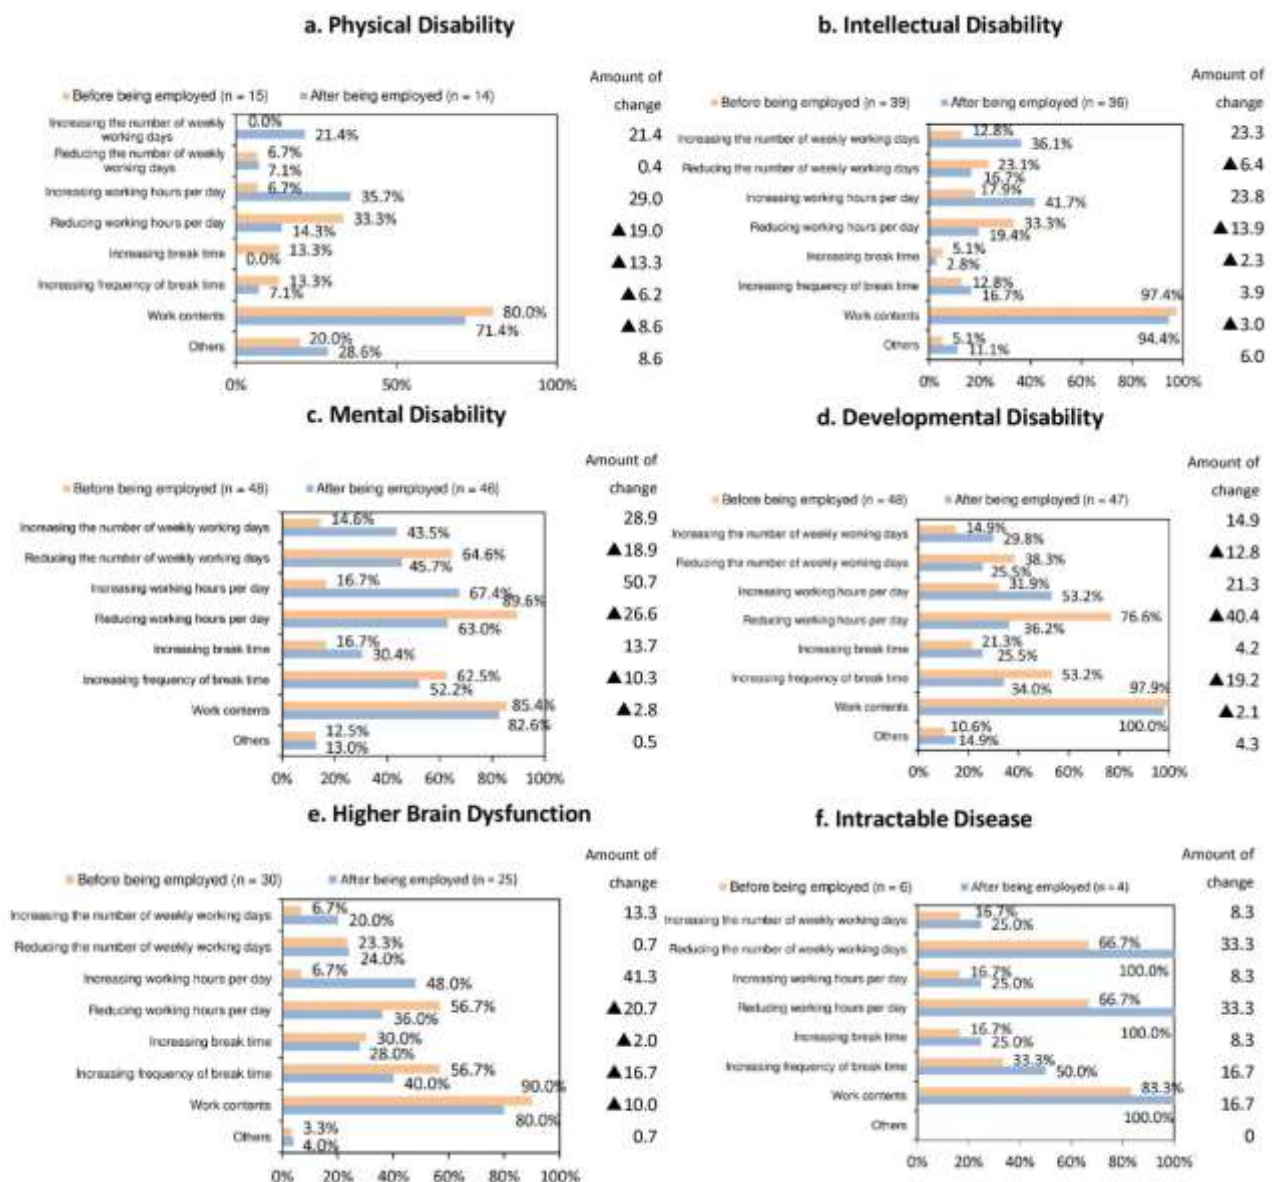 a. Physical Disability
Before being employed (n = 15) After being employed (n = 14)
Amount of
change
Increasing the number of weekly
working days
0.0%
21.4%
21.4
Reducing the number of weekly
working days
6.7%
7.1%
0.4
Increasing working hours per day
6.7%
35.7%
29.0
Reducing working hours per day
33.3%
14.3%
▲19.0
Increasing break time
13.3%
0.0%
▲13.3
Increasing frequency of break time
13.3%
7.1%
▲6.2
Work contents
80.0%
71.4%
▲8.6
Others
20.0%
28.6%
8.6
0% 50% 100%
b. Intellectual Disability
Before being employed (n = 39) After being employed (n = 36)
Amount of
change
Increasing the number of weekly working days
12.8%
36.1%
23.3
Reducing the number of weekly working days
23.1%
16.7%
▲6.4
Increasing working hours per day
17.9%
41.7%
23.8
Reducing working hours per day
33.3%
19.4%
▲13.9
Increasing break time
5.1%
2.8%
▲2.3
Increasing frequency of break time
12.8%
16.7%
3.9
Work contents
97.4%
94.4%
▲3.0
Others
5.1%
11.1%
6.0
0% 20% 40% 60% 80% 100%
c. Mental Disability
Before being employed (n = 48) After being employed (n = 46)
Amount of
change
Increasing the number of weekly working days
14.6%
43.5%
28.9
Reducing the number of weekly working days
64.6%
45.7%
▲18.9
Increasing working hours per day
16.7%
67.4%
50.7
Reducing working hours per day
89.6%
63.0%
▲26.6
Increasing break time
16.7%
30.4%
13.7
Increasing frequency of break time
62.5%
52.2%
▲10.3
Work contents
85.4%
82.6%
▲2.8
Others
12.5%
13.0%
0.5
0% 20% 40% 60% 80% 100%
d. Developmental Disability
Before being employed (n = 48) After being employed (n = 47)
Amount of
change
Increasing the number of weekly working days
14.9%
29.8%
14.9
Reducing the number of weekly working days
38.3%
25.5%
▲12.8
Increasing working hours per day
31.9%
53.2%
21.3
Reducing working hours per day
76.6%
36.2%
▲40.4
Increasing break time
21.3%
25.5%
4.2
Increasing frequency of break time
53.2%
34.0%
▲19.2
Work contents
97.9%
100.0%
▲2.1
Others
10.6%
14.9%
4.3
0% 20% 40% 60% 80% 100%
e. Higher Brain Dysfunction
Before being employed (n = 30) After being employed (n = 25)
Amount of
change
Increasing the number of weekly working days
6.7%
20.0%
13.3
Reducing the number of weekly working days
23.3%
24.0%
0.7
Increasing working hours per day
6.7%
48.0%
41.3
Reducing working hours per day
56.7%
36.0%
▲20.7
Increasing break time
30.0%
28.0%
▲2.0
Increasing frequency of break time
56.7%
40.0%
▲16.7
Work contents
90.0%
80.0%
▲10.0
Others
3.3%
4.0%
0.7
0% 20% 40% 60% 80% 100%
f. Intractable Disease
Before being employed (n = 6) After being employed (n = 4)
Amount of
change
Increasing the number of weekly working days
16.7%
25.0%
8.3
Reducing the number of weekly working days
66.7%
100.0%
33.3
Increasing working hours per day
16.7%
25.0%
8.3
Reducing working hours per day
66.7%
100.0%
33.3
Increasing break time
16.7%
25.0%
8.3
Increasing frequency of break time
33.3%
50.0%
16.7
Work contents
83.3%
100.0%
16.7
Others
0
0% 20% 40% 60% 80% 100%